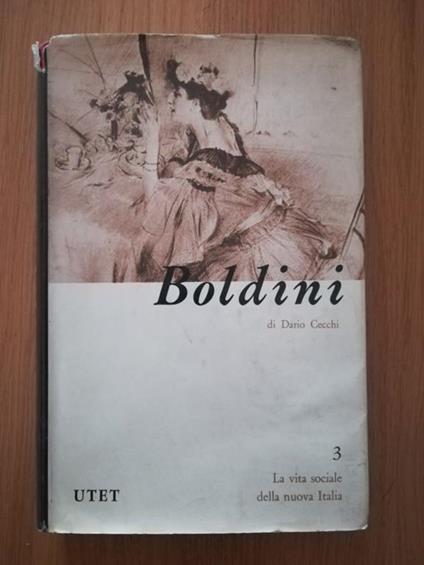 Boldini
di Dario Cecchi
3
La vita sociale
della nuova Italia
UTET